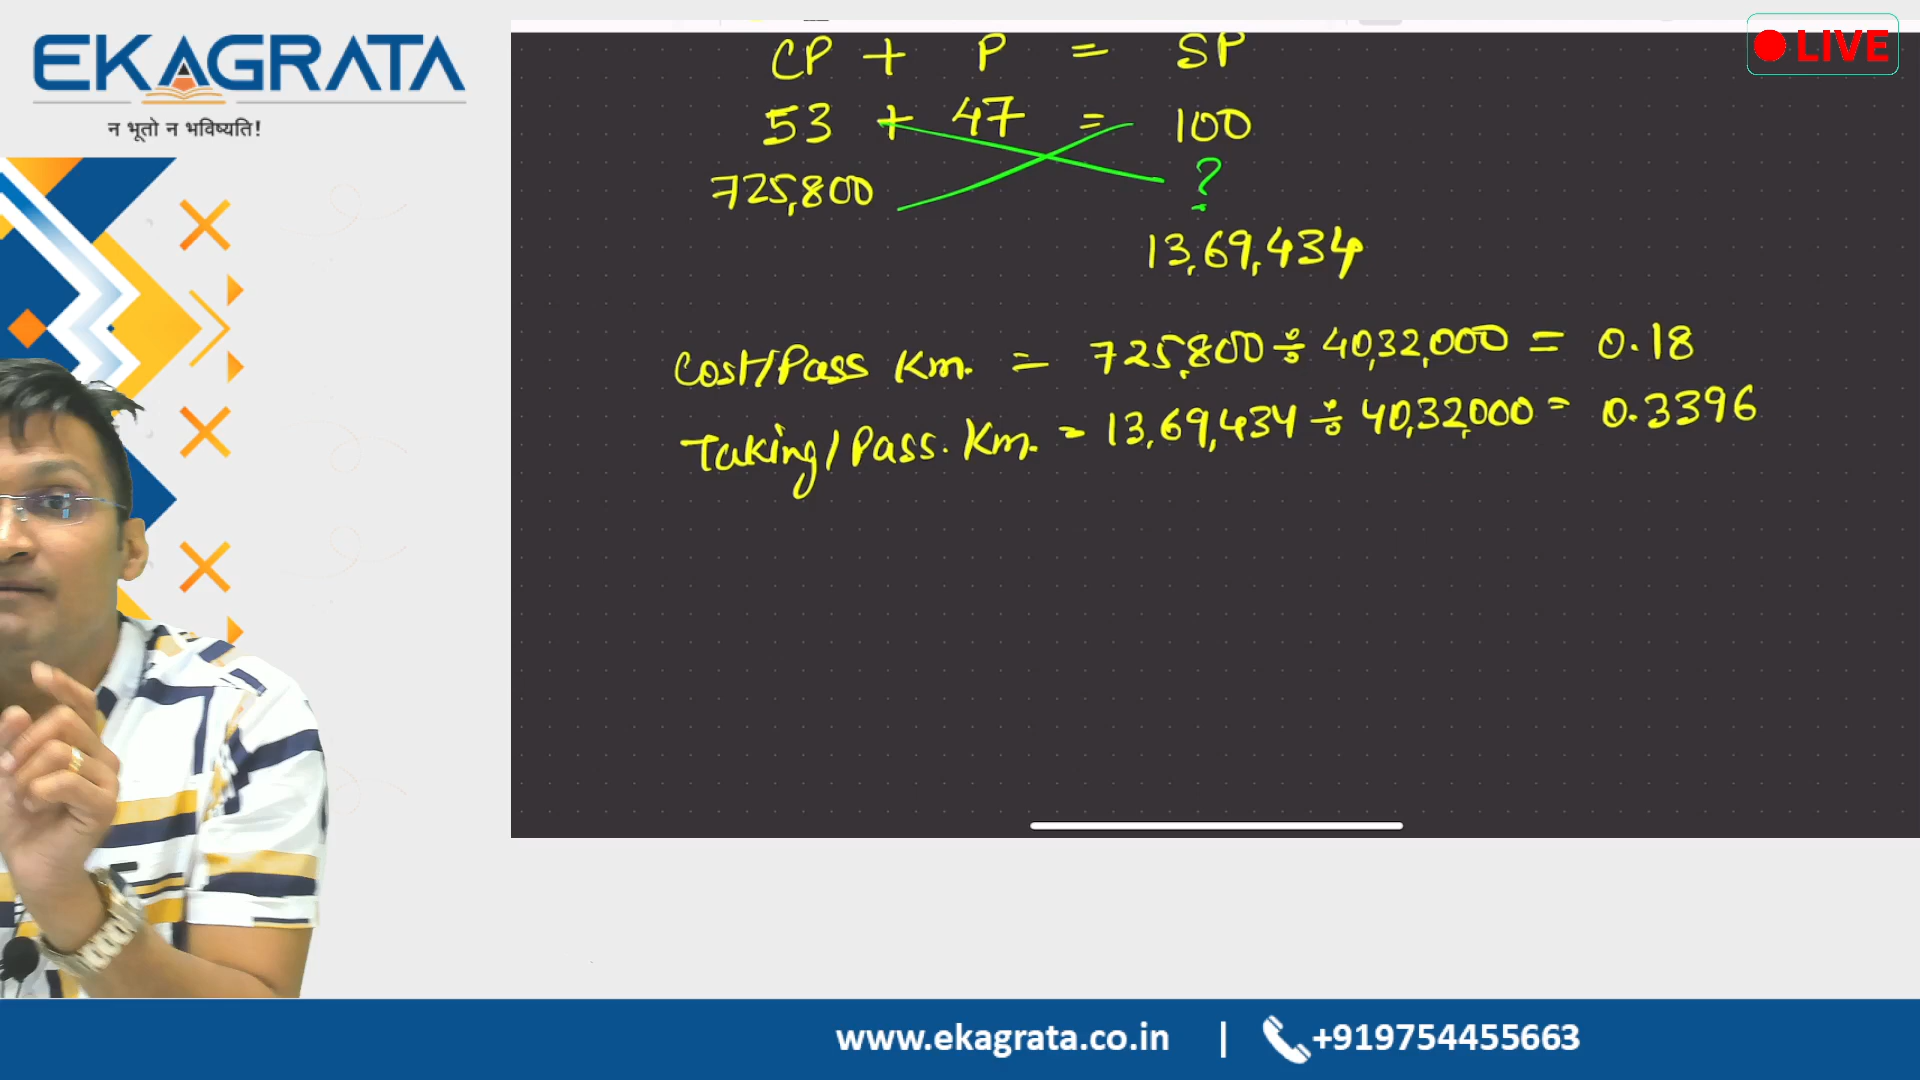 EKAGRATA
न भूतो न भविष्यति!
LIVE
CP + P = SP
53 + 47 = 100
725,800
?
13,69,434
Cost/Pass Km. = 725,800 ÷ 40,32,000 = 0.18
Taking/Pass. Km. = 13,69,434 ÷ 40,32,000 = 0.3396
www.ekagrata.co.in | +919754455663